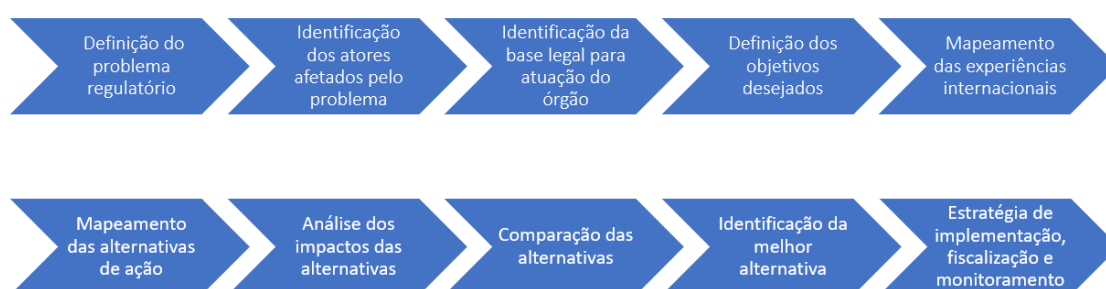 Definição do
problema
regulatório
Identificação
dos atores
afetados pelo
problema
Identificação da
base legal para
atuação do
órgão
Definição dos
objetivos
desejados
Mapeamento
das experiências
internacionais
Mapeamento
das alternativas
de ação
Análise dos
impactos das
alternativas
Comparação das
alternativas
Identificação da
melhor
alternativa
Estratégia de
implementação,
fiscalização e
monitoramento